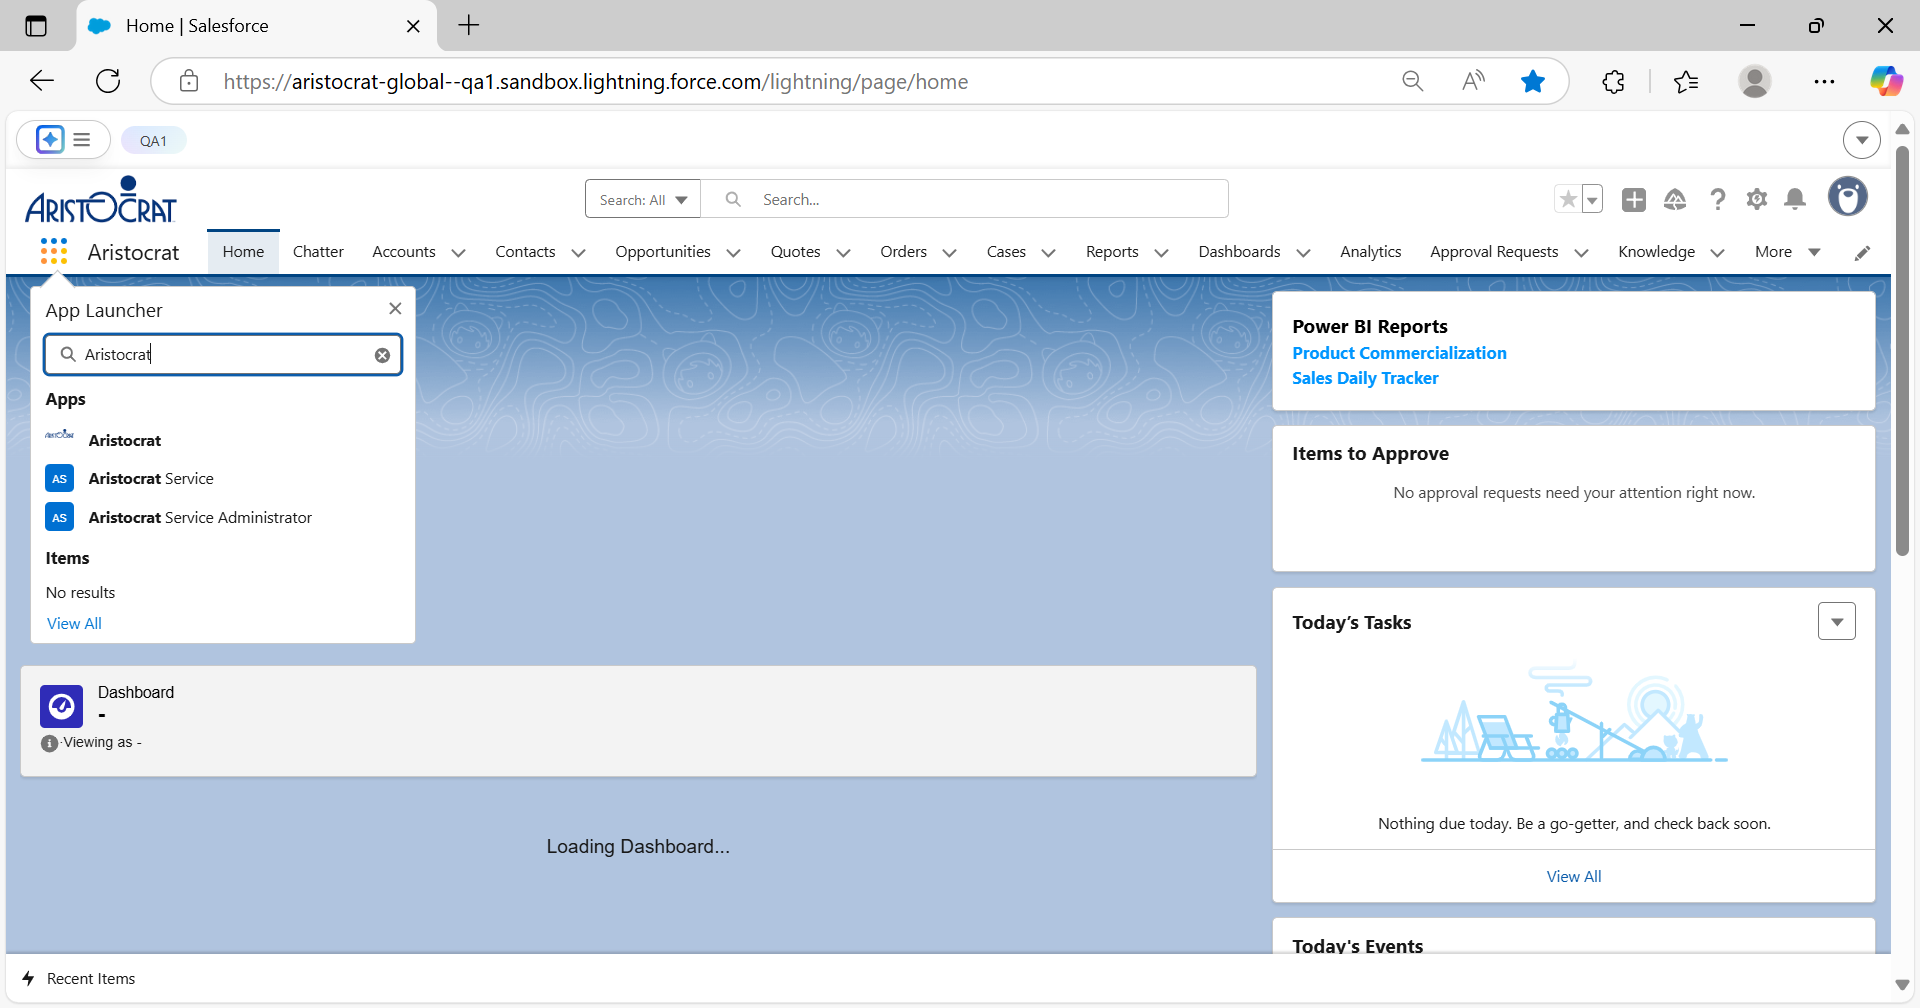 Home | Salesforce
https://aristocrat-global--qa1.sandbox.lightning.force.com/lightning/page/home
QA1
ARISTOCRAT
Search: All
Search...
Aristocrat
Home
Chatter
Accounts
Contacts
Opportunities
Quotes
Orders
Cases
Reports
Dashboards
Analytics
Approval Requests
Knowledge
More
App Launcher
Aristocrat
Apps
ARISTOCRAT
Aristocrat
AS
Aristocrat Service
AS
Aristocrat Service Administrator
Items
No results
View All
Dashboard
-
Viewing as -
Loading Dashboard...
Power BI Reports
Product Commercialization
Sales Daily Tracker
Items to Approve
No approval requests need your attention right now.
Today’s Tasks
Nothing due today. Be a go-getter, and check back soon.
View All
Today's Events
Recent Items